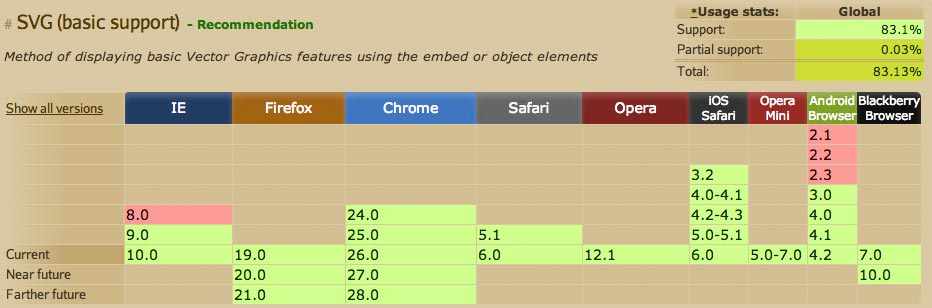 # SVG (basic support) - Recommendation
*Usage stats: Global
Support: 83.1%
Partial support: 0.03%
Total: 83.13%
Method of displaying basic Vector Graphics features using the embed or object elements
Show all versions IE Firefox Chrome Safari Opera iOS Safari Opera Mini Android Browser Blackberry Browser
2.1
2.2
3.2 2.3
4.0-4.1 3.0
8.0 24.0 4.2-4.3 4.0
9.0 25.0 5.1 5.0-5.1 4.1
Current 10.0 19.0 26.0 6.0 12.1 6.0 5.0-7.0 4.2 7.0
Near future 20.0 27.0 10.0
Farther future 21.0 28.0